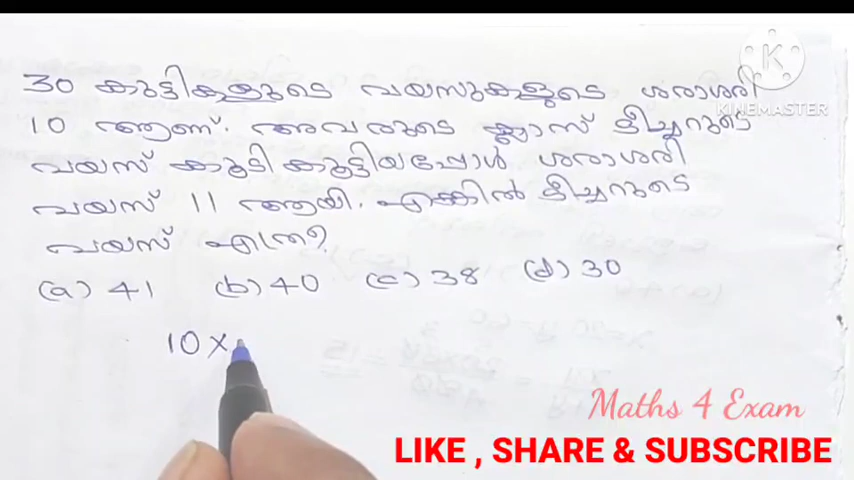 30 കുട്ടികളുടെ വയസുകളുടെ ശരാശരി
10 ആണ്. അവരുടെ ക്ലാസ് ടീച്ചറുടെ
വയസ് കൂടി കൂട്ടിയപ്പോൾ ശരാശരി
വയസ് 11 ആയി. എങ്കിൽ ടീച്ചറുടെ
വയസ് എത്ര?
(a) 41 (b) 40 (c) 38 (d) 30
10 x
K
KINEMASTER
Maths 4 Exam
LIKE , SHARE & SUBSCRIBE